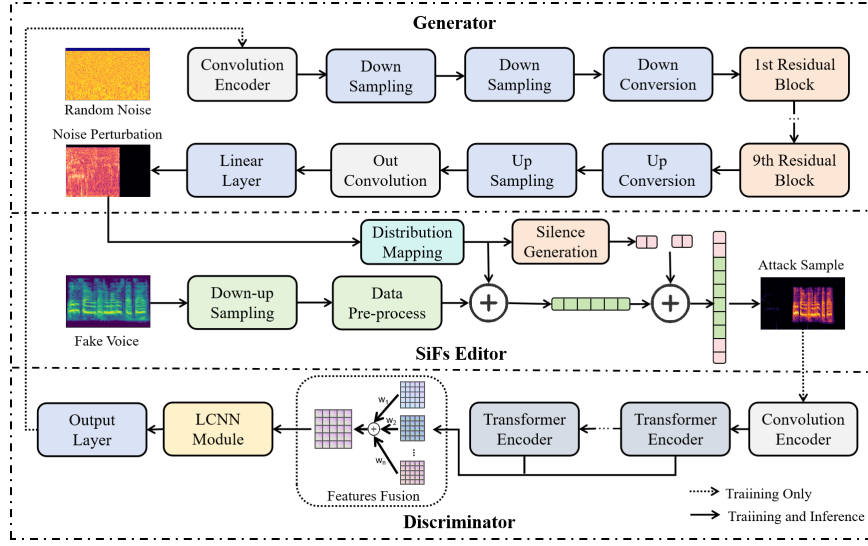 Generator
Convolution
Encoder
Down
Sampling
Down
Sampling
Down
Conversion
1st Residual
Block
Random Noise
...
Noise Perturbation
Linear
Layer
Out
Convolution
Up
Sampling
Up
Conversion
9th Residual
Block
Distribution
Mapping
Silence
Generation
Attack Sample
Down-up
Sampling
Data
Pre-process
+
+
Fake Voice
SiFs Editor
Output
Layer
LCNN
Module
w1
w2
wn
+
...
Features Fusion
Transformer
Encoder
...
Transformer
Encoder
Convolution
Encoder
Traiining Only
Traiining and Inference
Discriminator